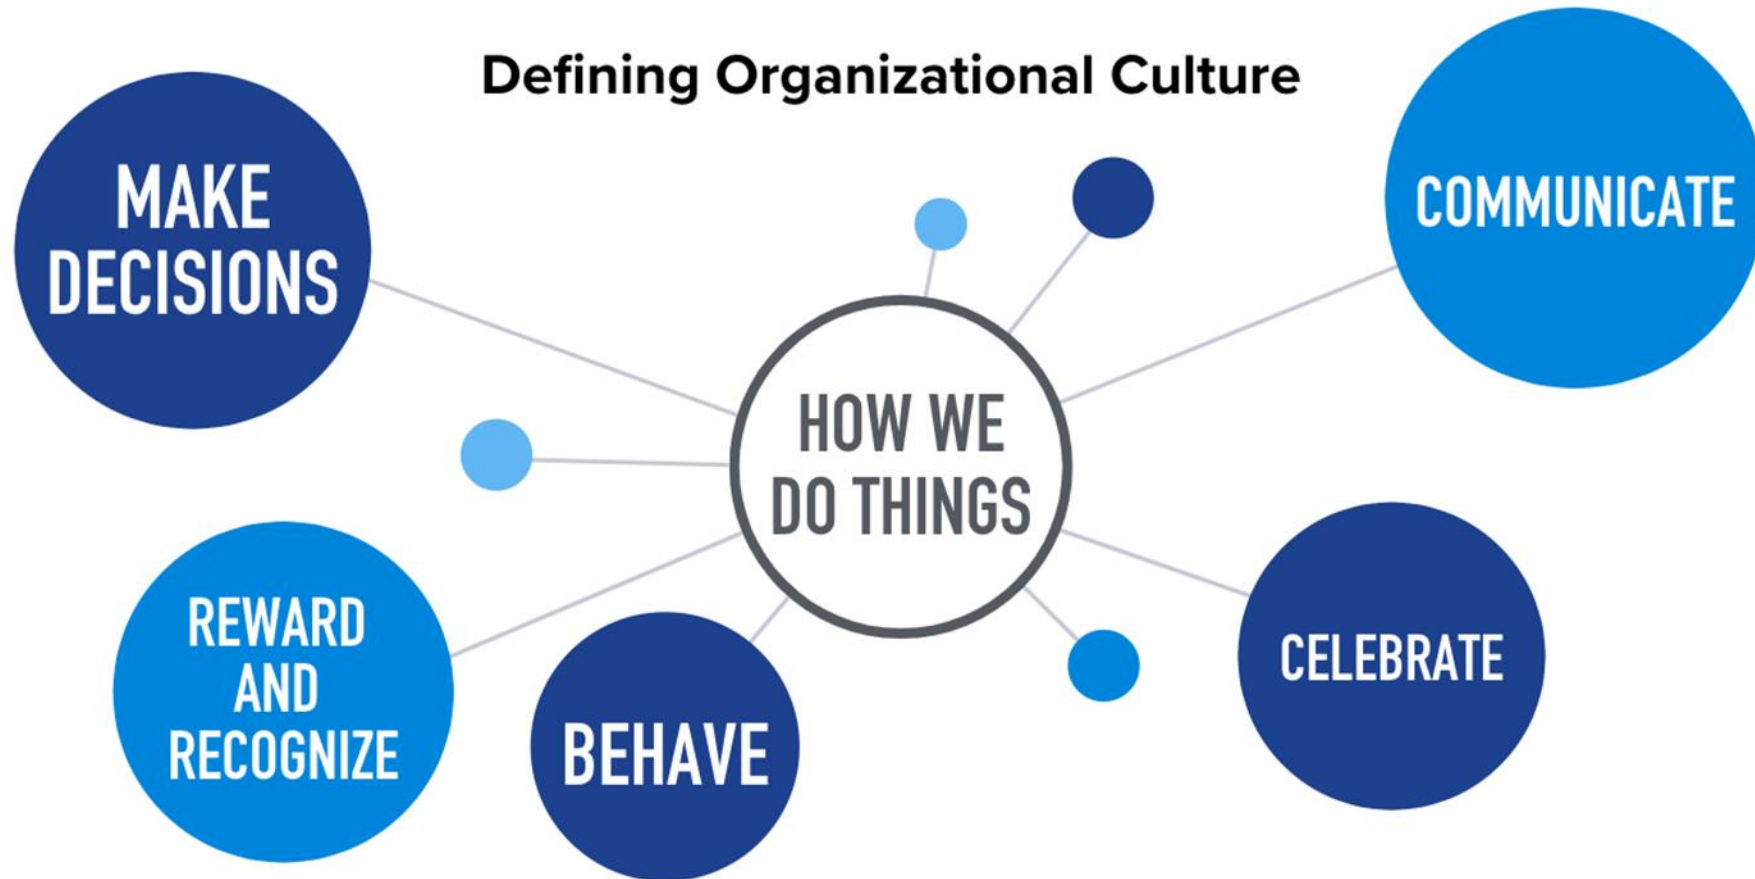 Defining Organizational Culture
MAKE
DECISIONS
COMMUNICATE
HOW WE
DO THINGS
REWARD
AND
RECOGNIZE
BEHAVE
CELEBRATE